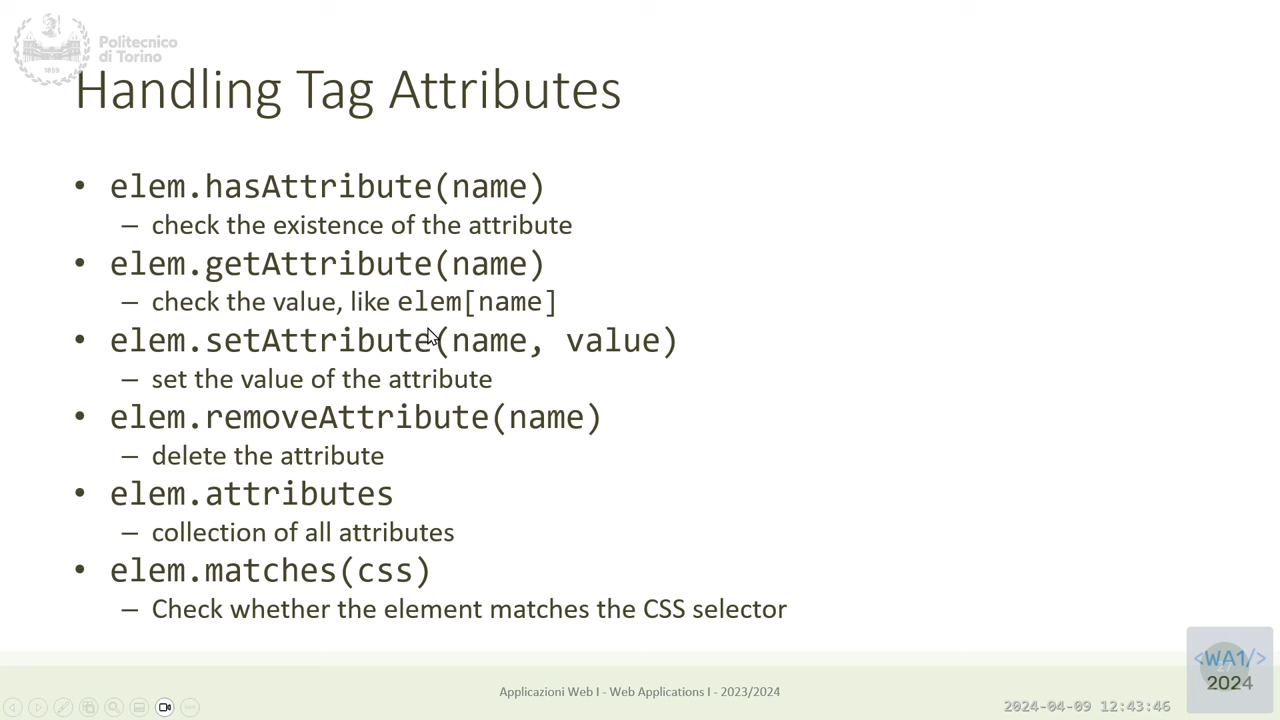 Politecnico
di Torino
1859
Handling Tag Attributes
• elem.hasAttribute(name)
– check the existence of the attribute
• elem.getAttribute(name)
– check the value, like elem[name]
• elem.setAttribute(name, value)
– set the value of the attribute
• elem.removeAttribute(name)
– delete the attribute
• elem.attributes
– collection of all attributes
• elem.matches(css)
– Check whether the element matches the CSS selector
Applicazioni Web I - Web Applications I - 2023/2024
2024-04-09 12:43:46
<WA1/>
2024